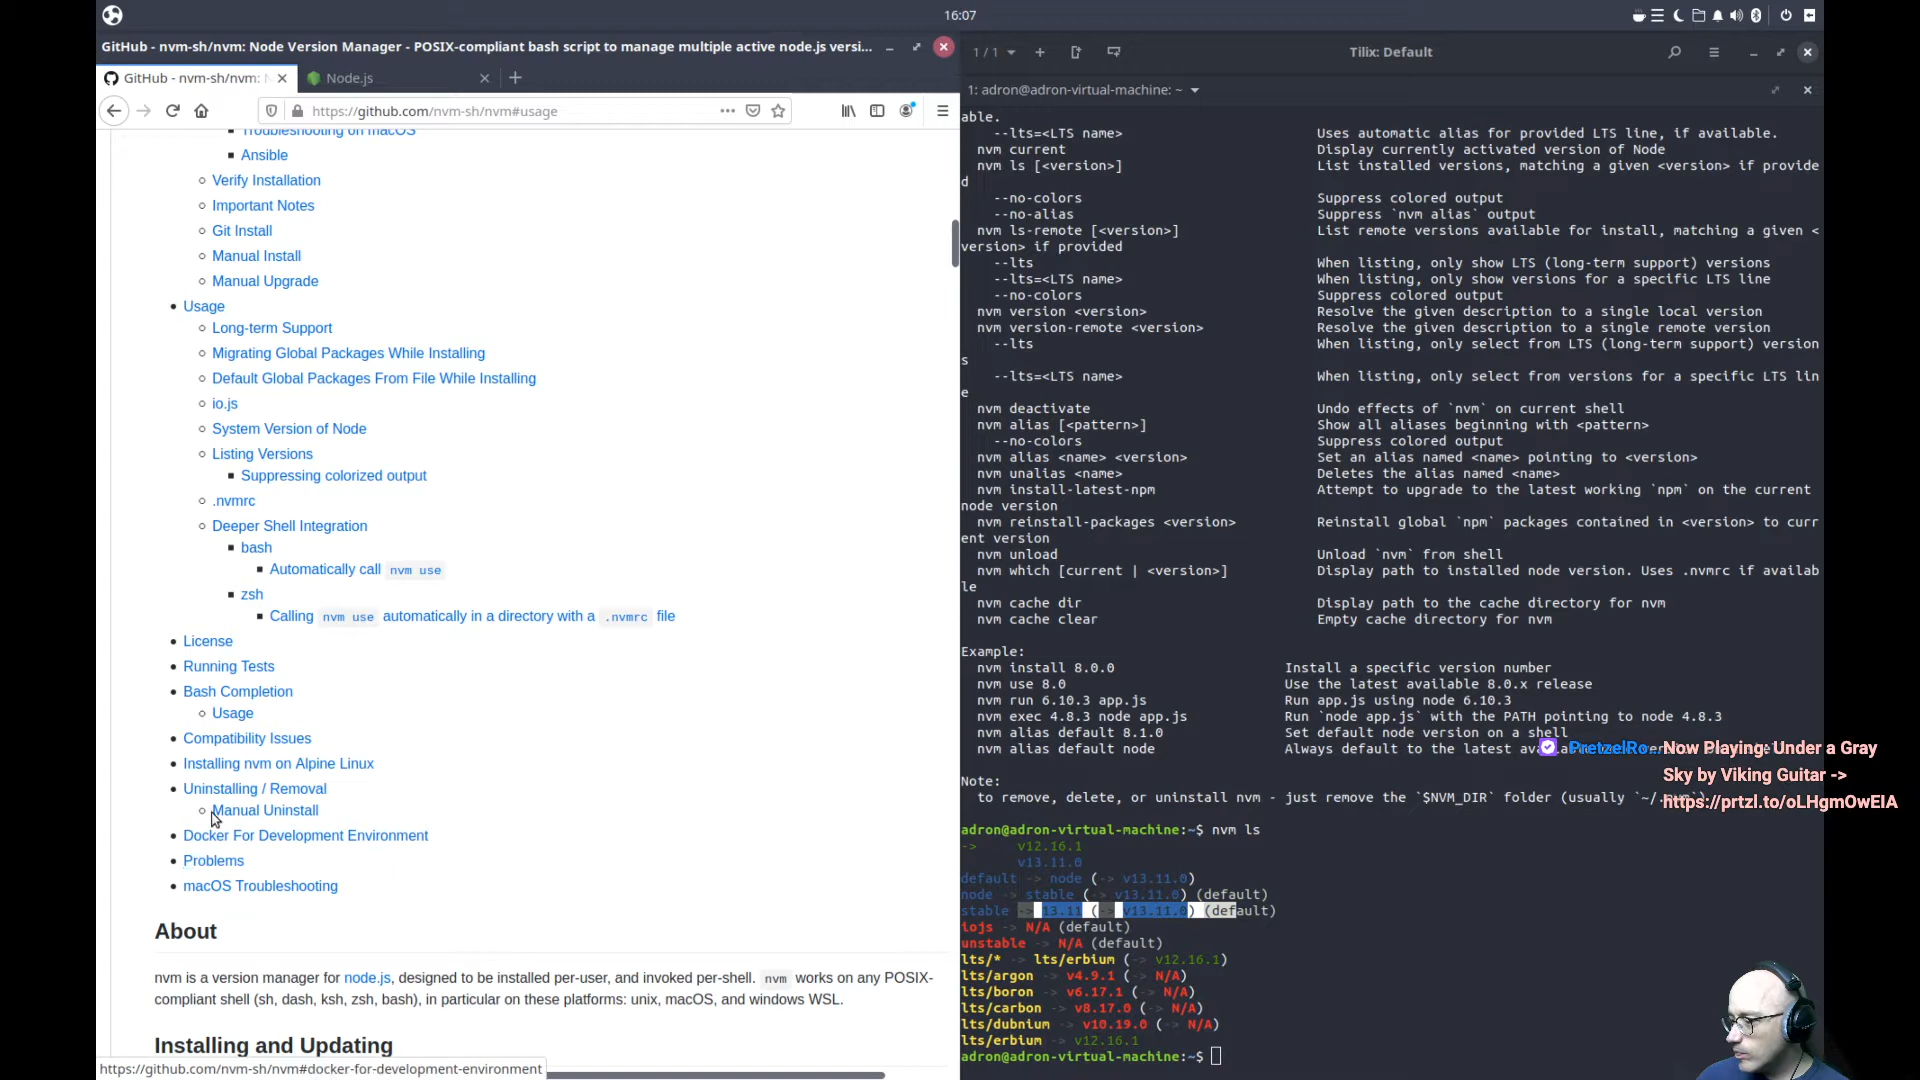 16:07
GitHub - nvm-sh/nvm: Node Version Manager - POSIX-compliant bash script to manage multiple active node.js versi...
GitHub - nvm-sh/nvm:
Node.js
https://github.com/nvm-sh/nvm#usage
Troubleshooting on macOS
Ansible
Verify Installation
Important Notes
Git Install
Manual Install
Manual Upgrade
Usage
Long-term Support
Migrating Global Packages While Installing
Default Global Packages From File While Installing
io.js
System Version of Node
Listing Versions
Suppressing colorized output
.nvmrc
Deeper Shell Integration
bash
Automatically call nvm use
zsh
Calling nvm use automatically in a directory with a .nvmrc file
License
Running Tests
Bash Completion
Usage
Compatibility Issues
Installing nvm on Alpine Linux
Uninstalling / Removal
Manual Uninstall
Docker For Development Environment
Problems
macOS Troubleshooting
About
nvm is a version manager for node.js, designed to be installed per-user, and invoked per-shell. nvm works on any POSIX-
compliant shell (sh, dash, ksh, zsh, bash), in particular on these platforms: unix, macOS, and windows WSL.
Installing and Updating
https://github.com/nvm-sh/nvm#docker-for-development-environment
1 / 1
Tilix: Default
1: adron@adron-virtual-machine: ~
able.
--lts=<LTS name> Uses automatic alias for provided LTS line, if available.
nvm current Display currently activated version of Node
nvm ls [<version>] List installed versions, matching a given <version> if provide
d
--no-colors Suppress colored output
--no-alias Suppress `nvm alias` output
nvm ls-remote [<version>] List remote versions available for install, matching a given <
version> if provided
--lts When listing, only show LTS (long-term support) versions
--lts=<LTS name> When listing, only show versions for a specific LTS line
--no-colors Suppress colored output
nvm version <version> Resolve the given description to a single local version
nvm version-remote <version> Resolve the given description to a single remote version
--lts When listing, only select from LTS (long-term support) version
s
--lts=<LTS name> When listing, only select from versions for a specific LTS lin
e
nvm deactivate Undo effects of `nvm` on current shell
nvm alias [<pattern>] Show all aliases beginning with <pattern>
--no-colors Suppress colored output
nvm alias <name> <version> Set an alias named <name> pointing to <version>
nvm unalias <name> Deletes the alias named <name>
nvm install-latest-npm Attempt to upgrade to the latest working `npm` on the current
node version
nvm reinstall-packages <version> Reinstall global `npm` packages contained in <version> to curr
ent version
nvm unload Unload `nvm` from shell
nvm which [current | <version>] Display path to installed node version. Uses .nvmrc if availab
le
nvm cache dir Display path to the cache directory for nvm
nvm cache clear Empty cache directory for nvm
Example:
nvm install 8.0.0 Install a specific version number
nvm use 8.0 Use the latest available 8.0.x release
nvm run 6.10.3 app.js Run app.js using node 6.10.3
nvm exec 4.8.3 node app.js Run `node app.js` with the PATH pointing to node 4.8.3
nvm alias default 8.1.0 Set default node version on a shell
nvm alias default node Always default to the latest
Note:
to remove, delete, or uninstall nvm - just remove the `$NVM_DIR` folder (usually `~/.
adron@adron-virtual-machine:~$ nvm ls
-> v12.16.1
v13.11.0
default -> node (-> v13.11.0)
node -> stable (-> v13.11.0) (default)
stable -> 13.11 (-> v13.11.0) (default)
iojs -> N/A (default)
unstable -> N/A (default)
lts/* -> lts/erbium (-> v12.16.1)
lts/argon -> v4.9.1 (-> N/A)
lts/boron -> v6.17.1 (-> N/A)
lts/carbon -> v8.17.0 (-> N/A)
lts/dubnium -> v10.19.0 (-> N/A)
lts/erbium -> v12.16.1
adron@adron-virtual-machine:~$
PretzelRo... Now Playing: Under a Gray
Sky by Viking Guitar ->
https://prtzl.to/oLHgmOwEIA